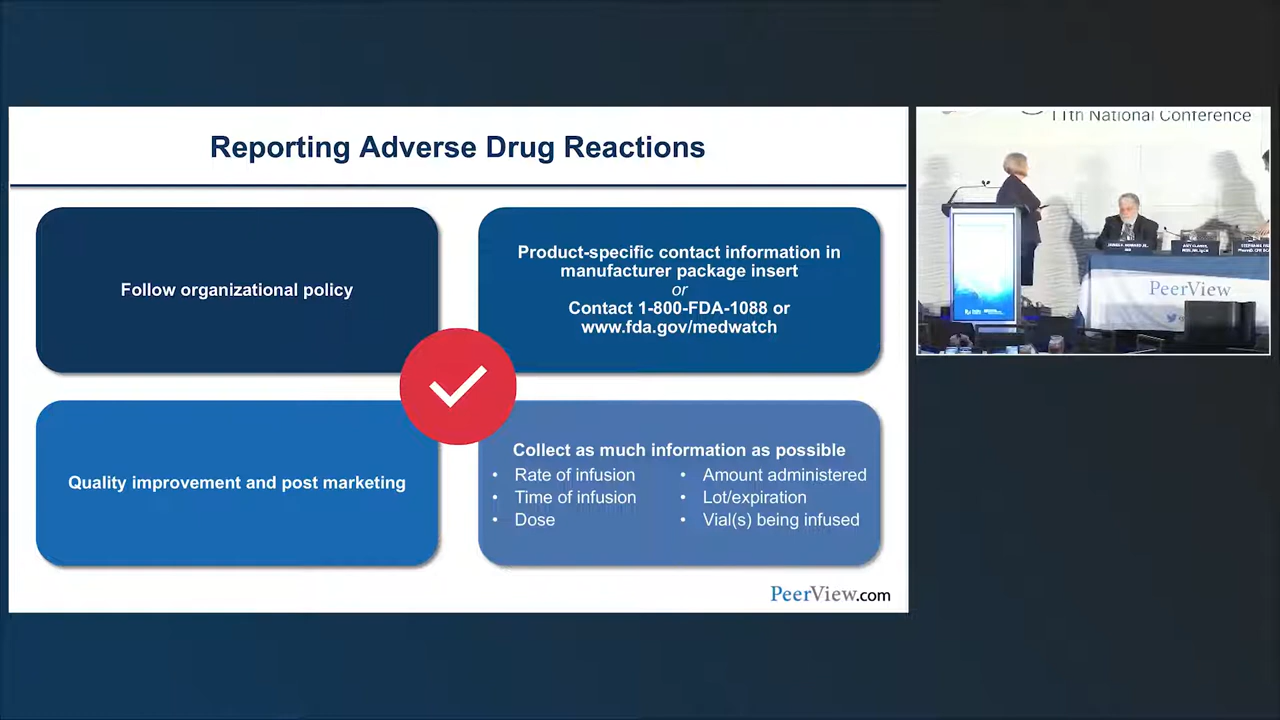 Reporting Adverse Drug Reactions
Follow organizational policy
Product-specific contact information in
manufacturer package insert
or
Contact 1-800-FDA-1088 or
www.fda.gov/medwatch
Quality improvement and post marketing
Collect as much information as possible
• Rate of infusion
• Time of infusion
• Dose
• Amount administered
• Lot/expiration
• Vial(s) being infused
PeerView.com
11th National Conference
PeerView